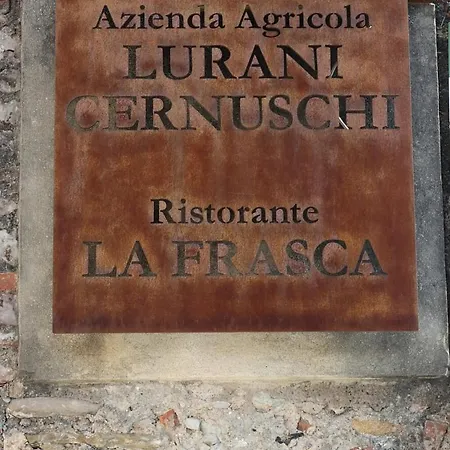 Azienda Agricola
LURANI
CERNUSCHI
Ristorante
LA FRASCA